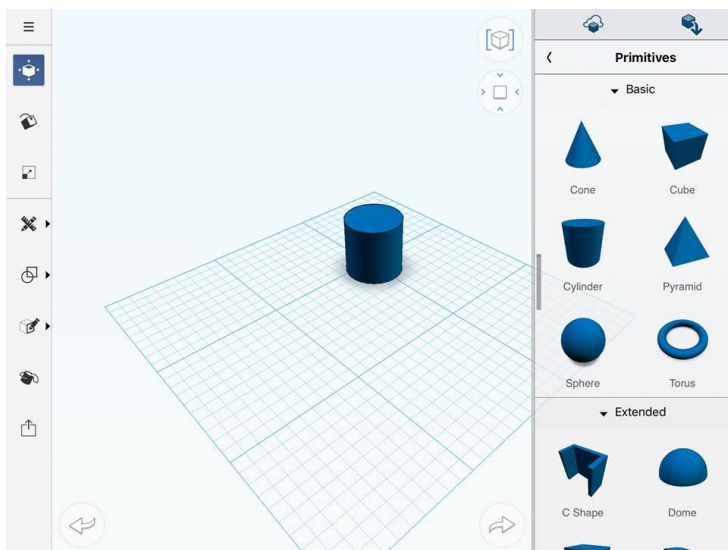 Primitives
Basic
Cone
Cube
Cylinder
Pyramid
Sphere
Torus
Extended
C Shape
Dome